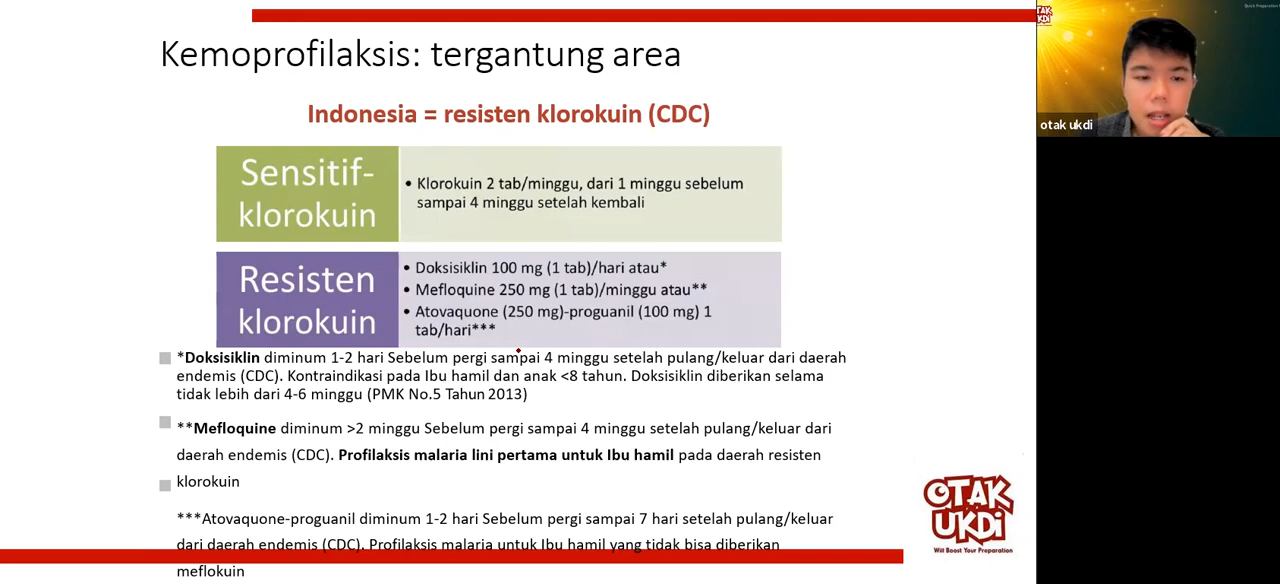 Kemoprofilaksis: tergantung area
Indonesia = resisten klorokuin (CDC)
Sensitif-
klorokuin
• Klorokuin 2 tab/minggu, dari 1 minggu sebelum
sampai 4 minggu setelah kembali
Resisten
klorokuin
• Doksisiklin 100 mg (1 tab)/hari atau*
• Mefloquine 250 mg (1 tab)/minggu atau**
• Atovaquone (250 mg)-proguanil (100 mg) 1
tab/hari***
*Doksisiklin diminum 1-2 hari Sebelum pergi sampai 4 minggu setelah pulang/keluar dari daerah
endemis (CDC). Kontraindikasi pada Ibu hamil dan anak <8 tahun. Doksisiklin diberikan selama
tidak lebih dari 4-6 minggu (PMK No.5 Tahun 2013)
**Mefloquine diminum >2 minggu Sebelum pergi sampai 4 minggu setelah pulang/keluar dari
daerah endemis (CDC). Profilaksis malaria lini pertama untuk Ibu hamil pada daerah resisten
klorokuin
***Atovaquone-proguanil diminum 1-2 hari Sebelum pergi sampai 7 hari setelah pulang/keluar
dari daerah endemis (CDC). Profilaksis malaria untuk Ibu hamil yang tidak bisa diberikan
meflokuin
OTAK
UKDI
Will Boost Your Preparation
TAK
UKDI
Quick Preparation
otak ukdi